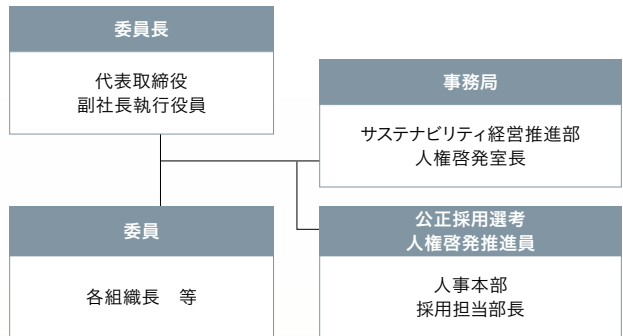 委員長
代表取締役
副社長執行役員
事務局
サステナビリティ経営推進部
人権啓発室長
委員
各組織長　等
公正採用選考
人権啓発推進員
人事本部
採用担当部長